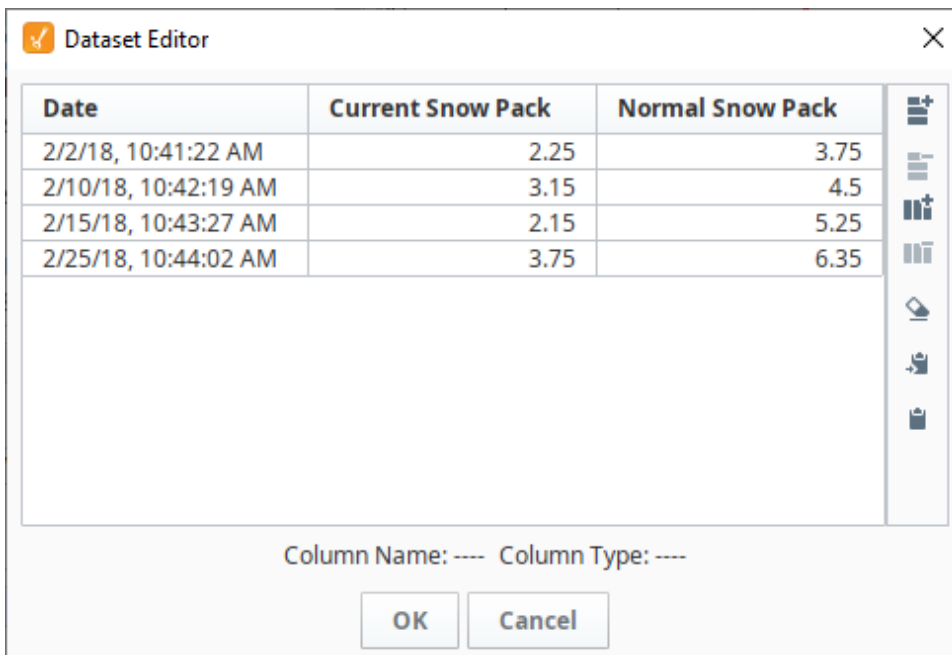 Dataset Editor
Date Current Snow Pack Normal Snow Pack
2/2/18, 10:41:22 AM 2.25 3.75
2/10/18, 10:42:19 AM 3.15 4.5
2/15/18, 10:43:27 AM 2.15 5.25
2/25/18, 10:44:02 AM 3.75 6.35
Column Name: ---- Column Type: ----
OK Cancel